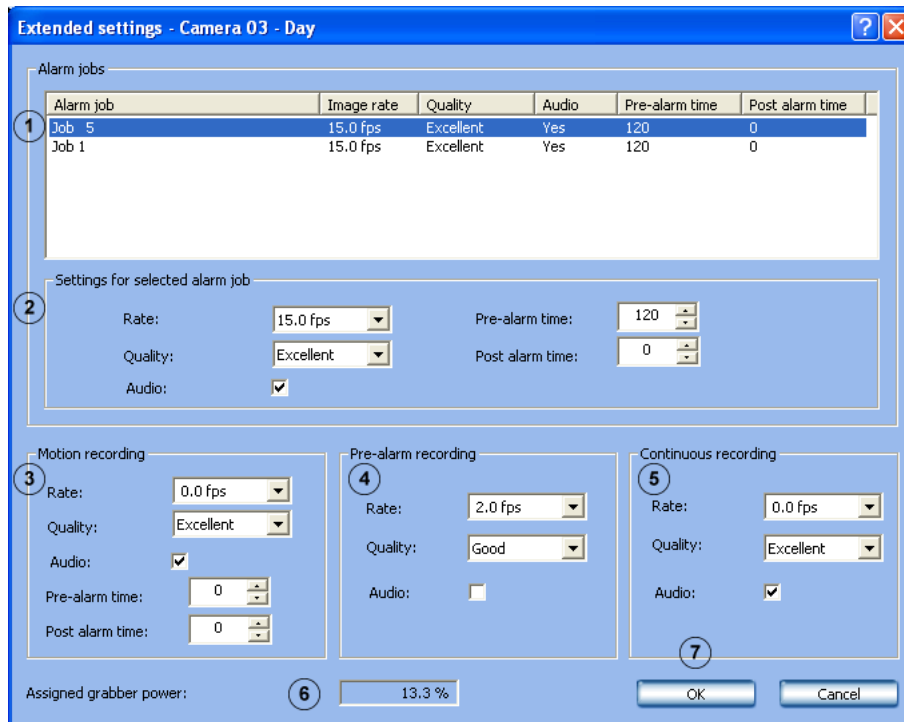 Extended settings - Camera 03 - Day
Alarm jobs
Alarm job Image rate Quality Audio Pre-alarm time Post alarm time
1
Job 5 15.0 fps Excellent Yes 120 0
Job 1 15.0 fps Excellent Yes 120 0
Settings for selected alarm job
2
Rate: 15.0 fps Pre-alarm time: 120
Quality: Excellent Post alarm time: 0
Audio:
Motion recording
3
Rate: 0.0 fps
Quality: Excellent
Audio:
Pre-alarm time: 0
Post alarm time: 0
Pre-alarm recording
4
Rate: 2.0 fps
Quality: Good
Audio:
Continuous recording
5
Rate: 0.0 fps
Quality: Excellent
Audio:
Assigned grabber power: 6 13.3 %
7
OK Cancel